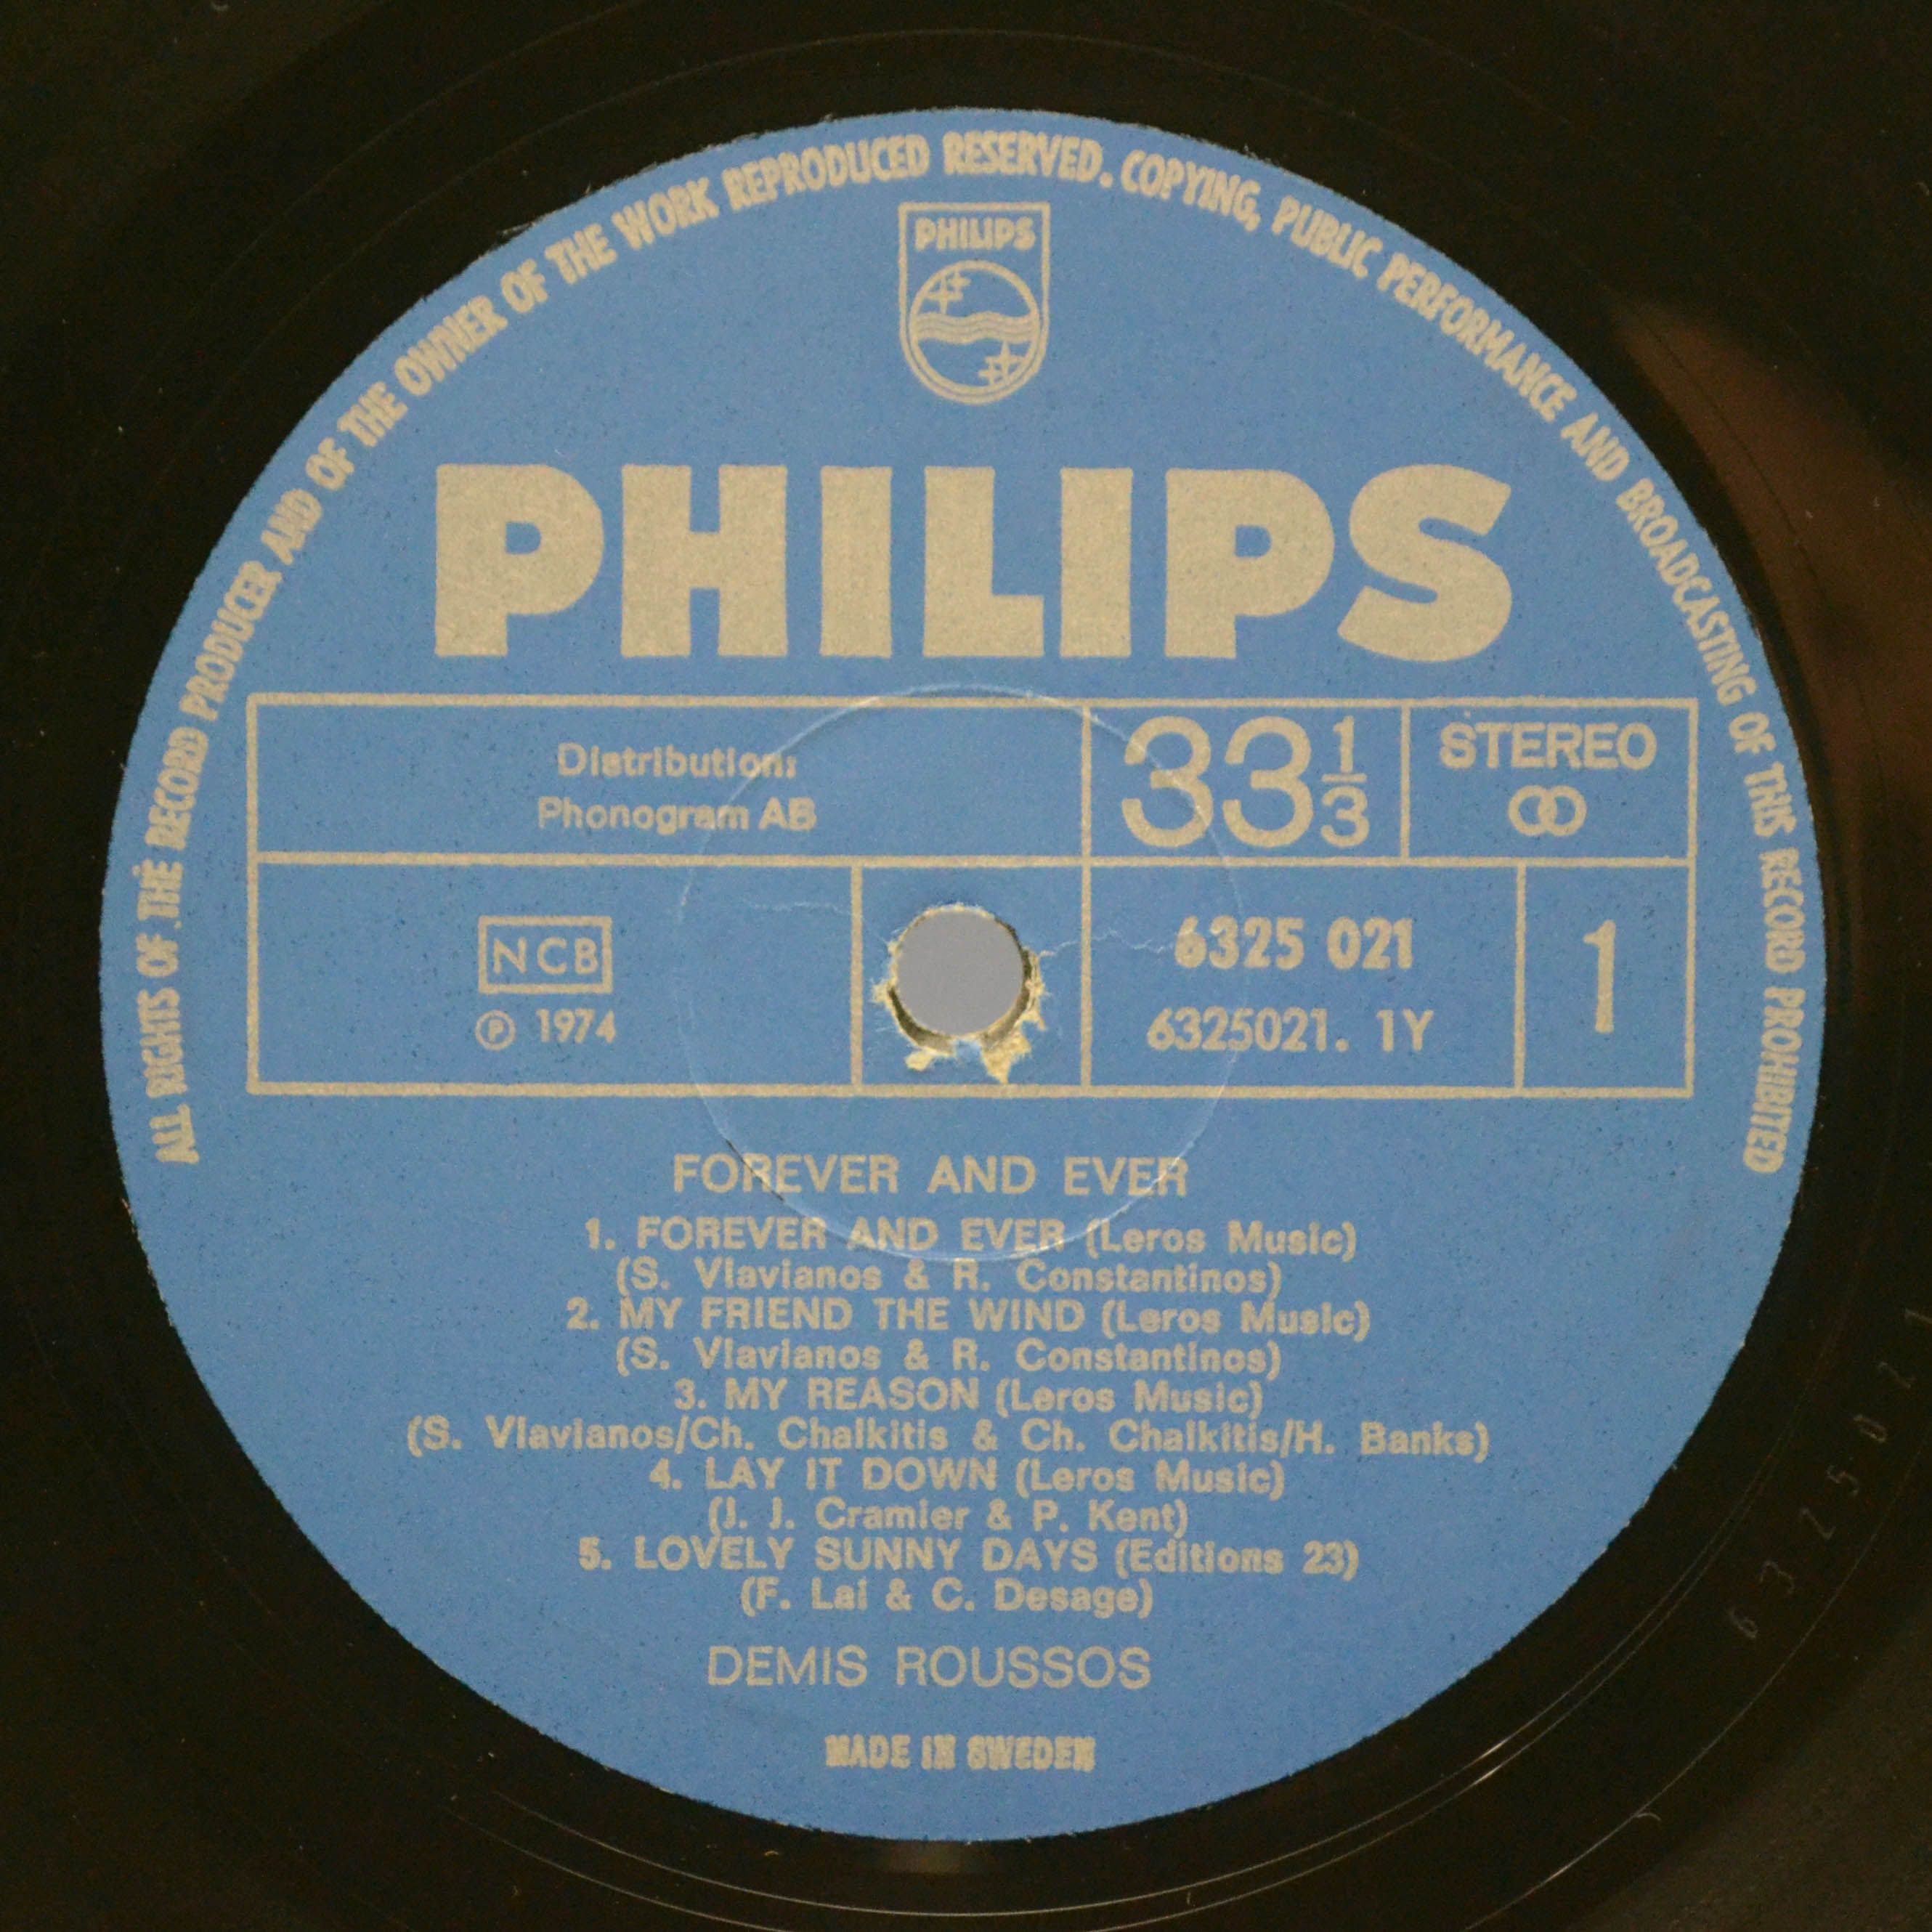 ALL RIGHTS OF THE RECORD PRODUCER AND OF THE OWNER OF THE WORK REPRODUCED RESERVED. COPYING, PUBLIC PERFORMANCE AND BROADCASTING OF THIS RECORD PROHIBITED
PHILIPS
PHILIPS
Distribution:
Phonogram AB
33 1/3
STEREO
NCB
℗ 1974
6325 021
6325021. 1Y
1
FOREVER AND EVER
1. FOREVER AND EVER (Leros Music)
(S. Vlavianos & R. Constantinos)
2. MY FRIEND THE WIND (Leros Music)
(S. Vlavianos & R. Constantinos)
3. MY REASON (Leros Music)
(S. Vlavianos/Ch. Chalkitis & Ch. Chalkitis/H. Banks)
4. LAY IT DOWN (Leros Music)
(J. J. Cramier & P. Kent)
5. LOVELY SUNNY DAYS (Editions 23)
(F. Lai & C. Desage)
DEMIS ROUSSOS
MADE IN SWEDEN
6325021